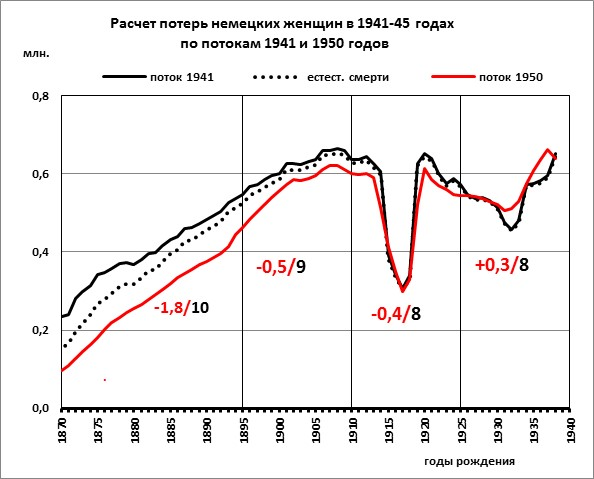 Расчет потерь немецких женщин в 1941-45 годах
по потокам 1941 и 1950 годов
млн.
поток 1941 естест. смерти поток 1950
0,8
0,6
0,4
0,2
0,0
-1,8/10
-0,5/9
-0,4/8
+0,3/8
1870 1875 1880 1885 1890 1895 1900 1905 1910 1915 1920 1925 1930 1935 1940
годы рождения